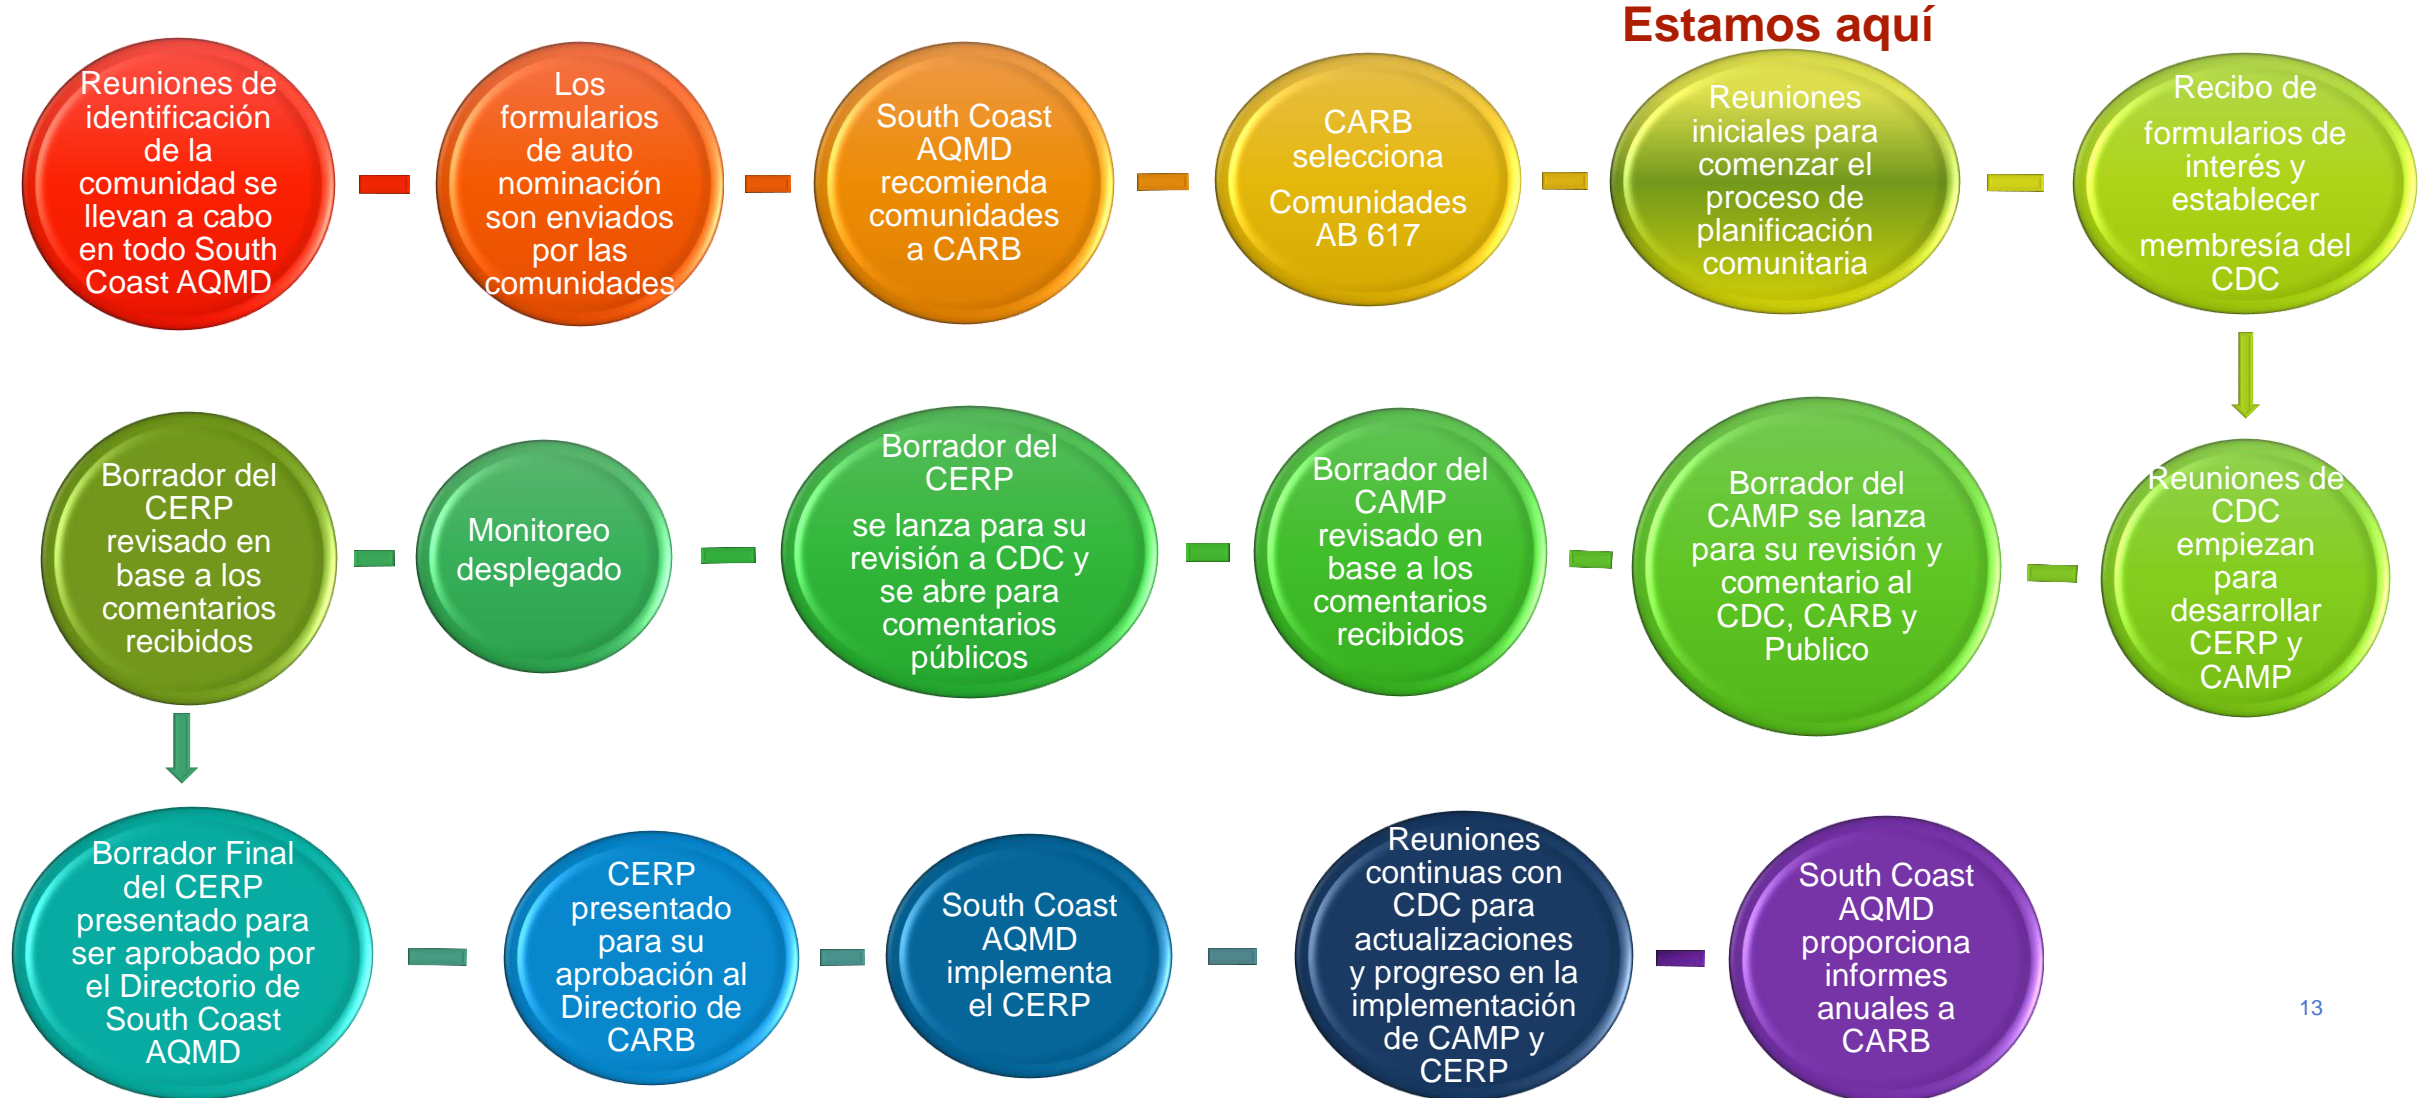 Estamos aquí
Reuniones de
identificación
de la
comunidad se
llevan a cabo
en todo South
Coast AQMD
Los
formularios
de auto
nominación
son enviados
por las
comunidades
South Coast
AQMD
recomienda
comunidades
a CARB
CARB
selecciona
Comunidades
AB 617
Reuniones
iniciales para
comenzar el
proceso de
planificación
comunitaria
Recibo de
formularios de
interés y
establecer
membresía del
CDC
Reuniones de
CDC
empiezan
para
desarrollar
CERP y
CAMP
Borrador del
CAMP se lanza
para su revisión y
comentario al
CDC, CARB y
Publico
Borrador del
CAMP
revisado en
base a los
comentarios
recibidos
Borrador del
CERP
se lanza para su
revisión a CDC y
se abre para
comentarios
públicos
Monitoreo
desplegado
Borrador del
CERP
revisado en
base a los
comentarios
recibidos
Borrador Final
del CERP
presentado para
ser aprobado por
el Directorio de
South Coast
AQMD
CERP
presentado
para su
aprobación al
Directorio de
CARB
South Coast
AQMD
implementa
el CERP
Reuniones
continuas con
CDC para
actualizaciones
y progreso en la
implementación
de CAMP y
CERP
South Coast
AQMD
proporciona
informes
anuales a
CARB
13